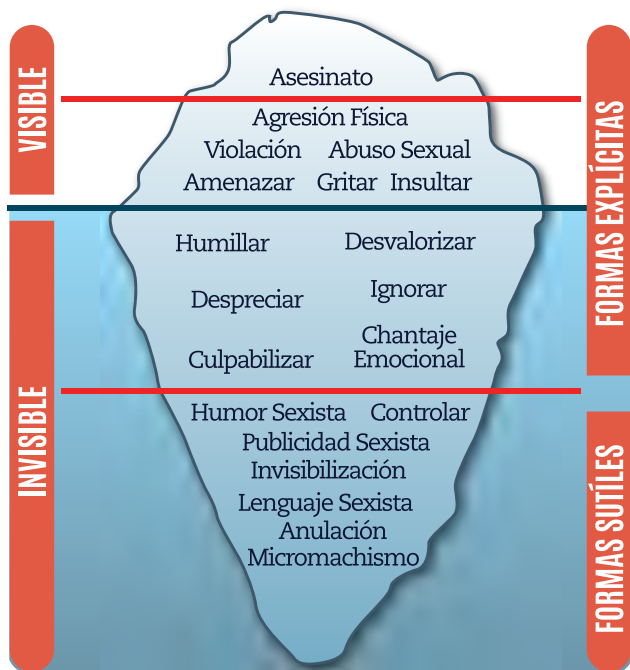 VISIBLE
Asesinato
Agresión Física
Violación Abuso Sexual
Amenazar Gritar Insultar
FORMAS EXPLÍCITAS
INVISIBLE
Humillar Desvalorizar
Despreciar Ignorar
Culpabilizar Chantaje
Emocional
Humor Sexista Controlar
Publicidad Sexista
Invisibilización
Lenguaje Sexista
Anulación
Micromachismo
FORMAS SUTÍLES